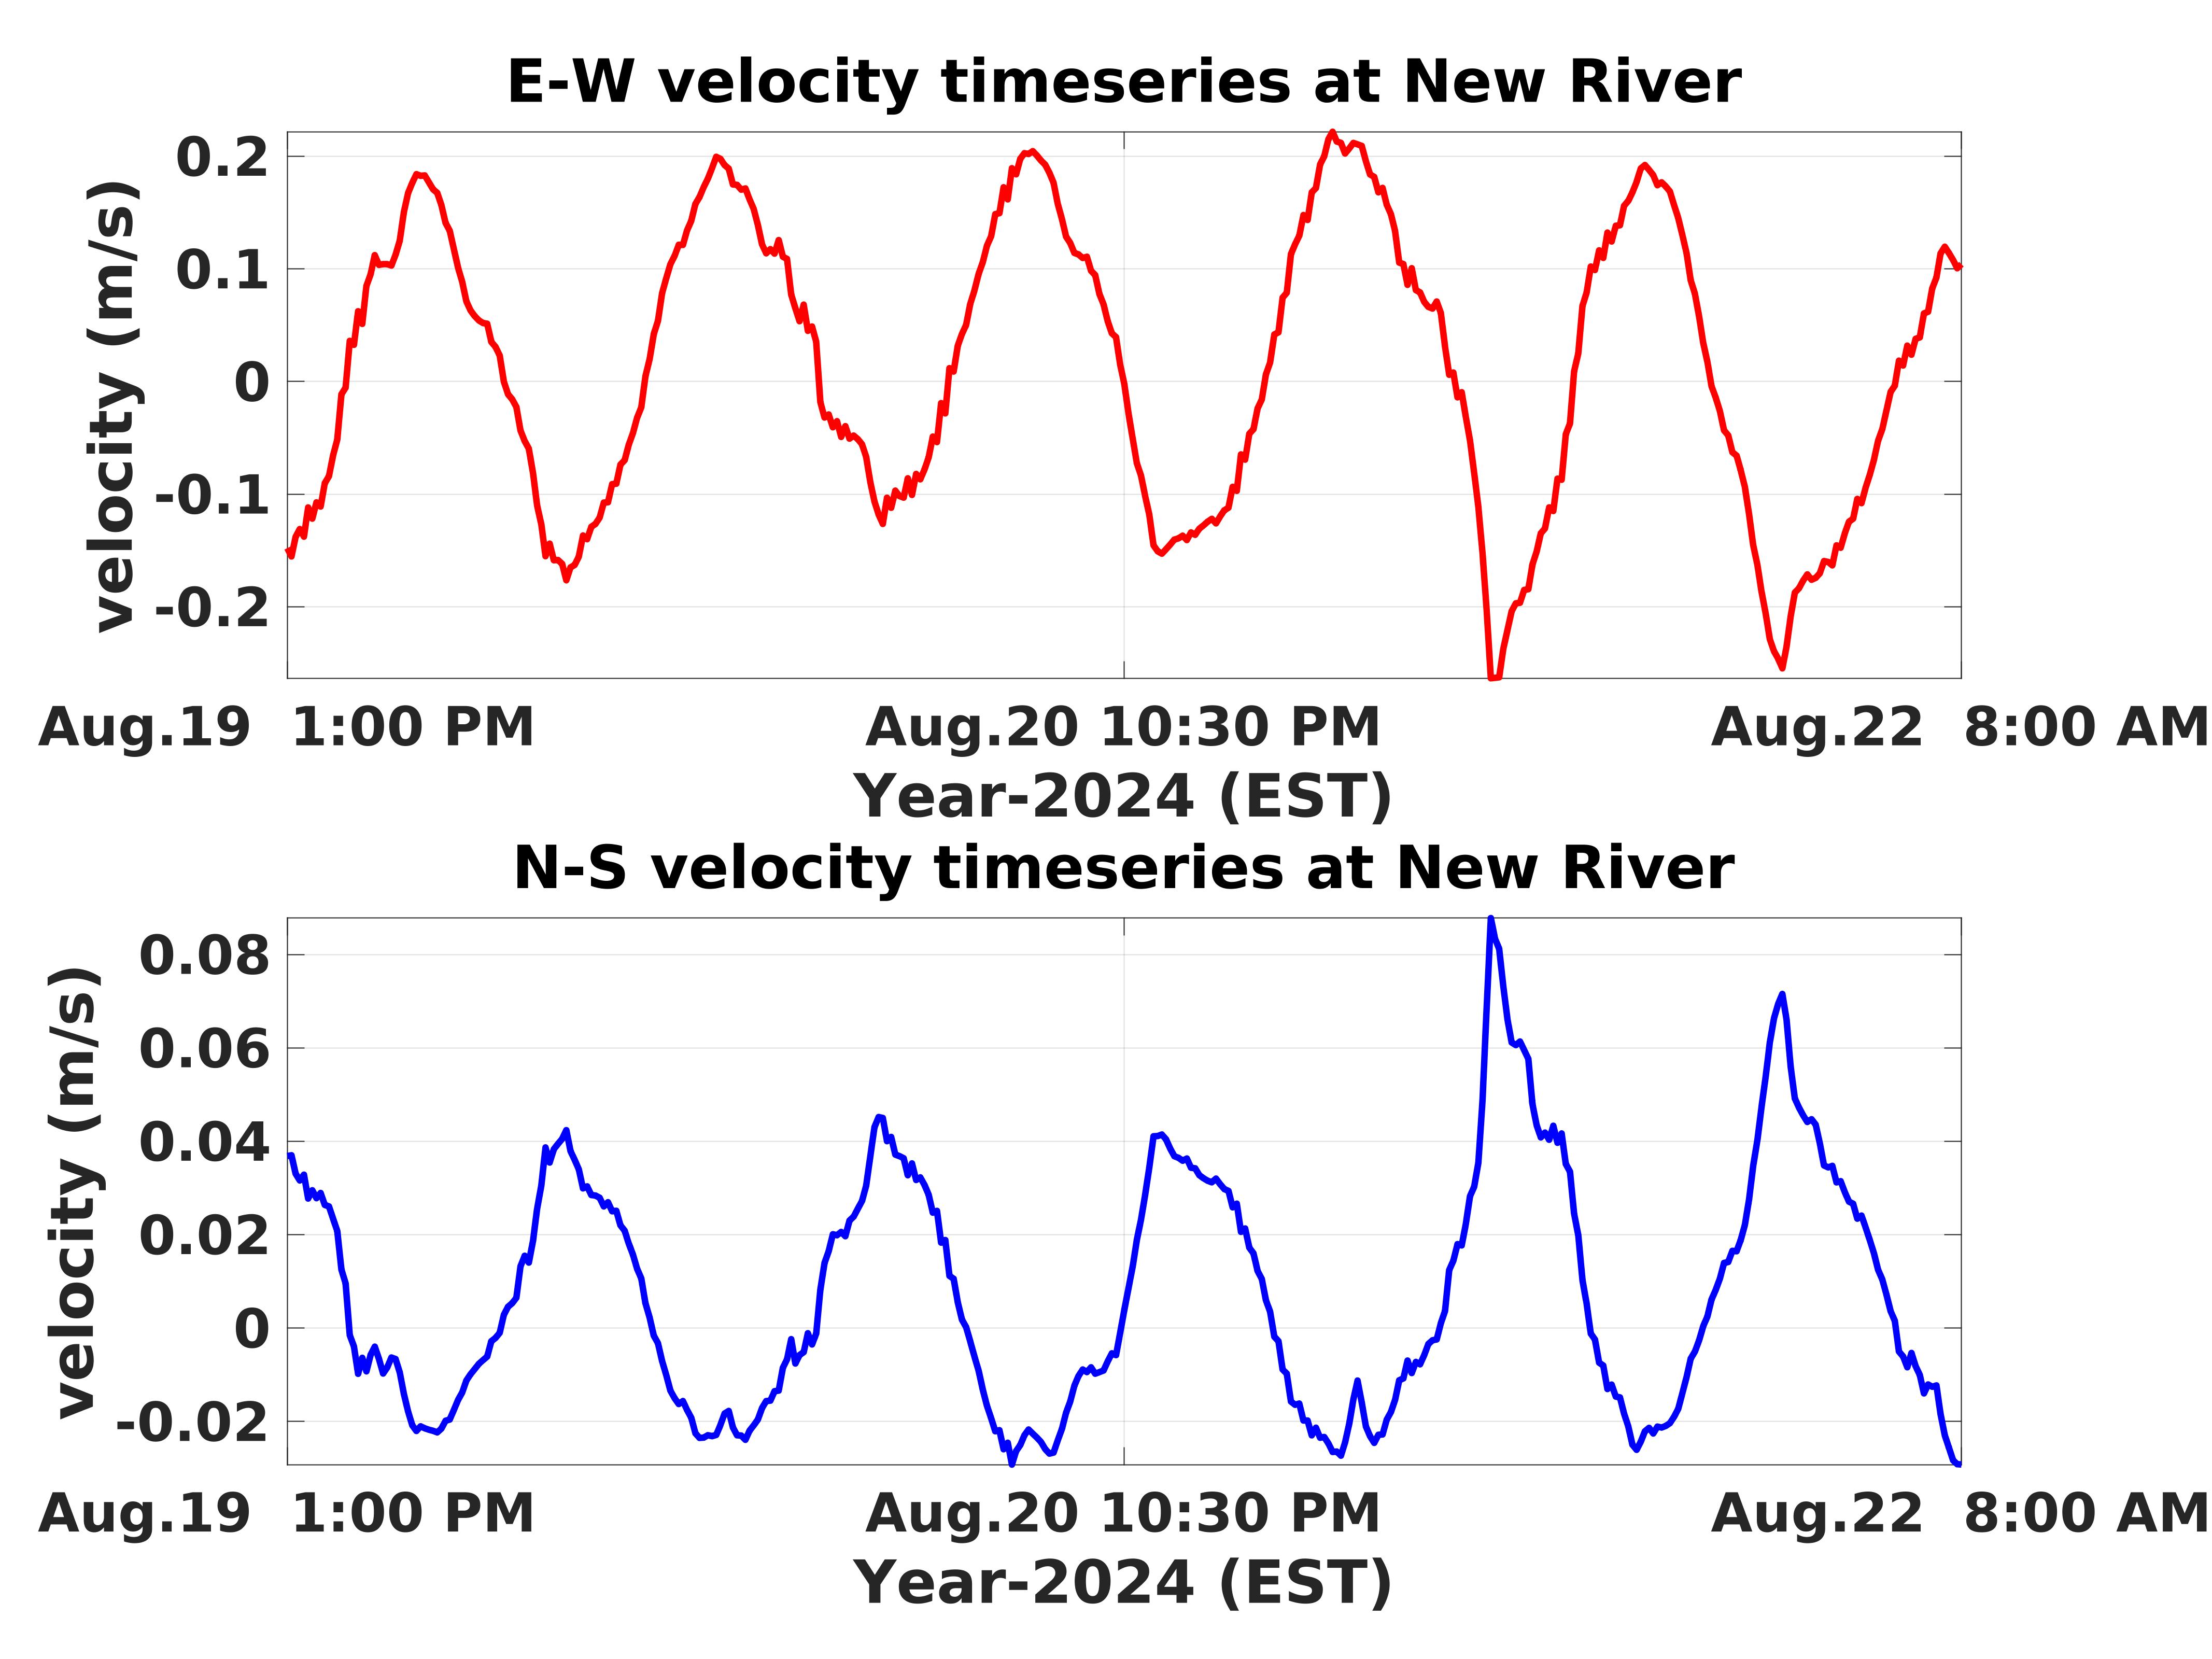 E-W velocity timeseries at New River
velocity (m/s)
0.2
0.1
0
-0.1
-0.2
Aug.19 1:00 PM Aug.20 10:30 PM Aug.22 8:00 AM
Year-2024 (EST)
N-S velocity timeseries at New River
velocity (m/s)
0.08
0.06
0.04
0.02
0
-0.02
Aug.19 1:00 PM Aug.20 10:30 PM Aug.22 8:00 AM
Year-2024 (EST)